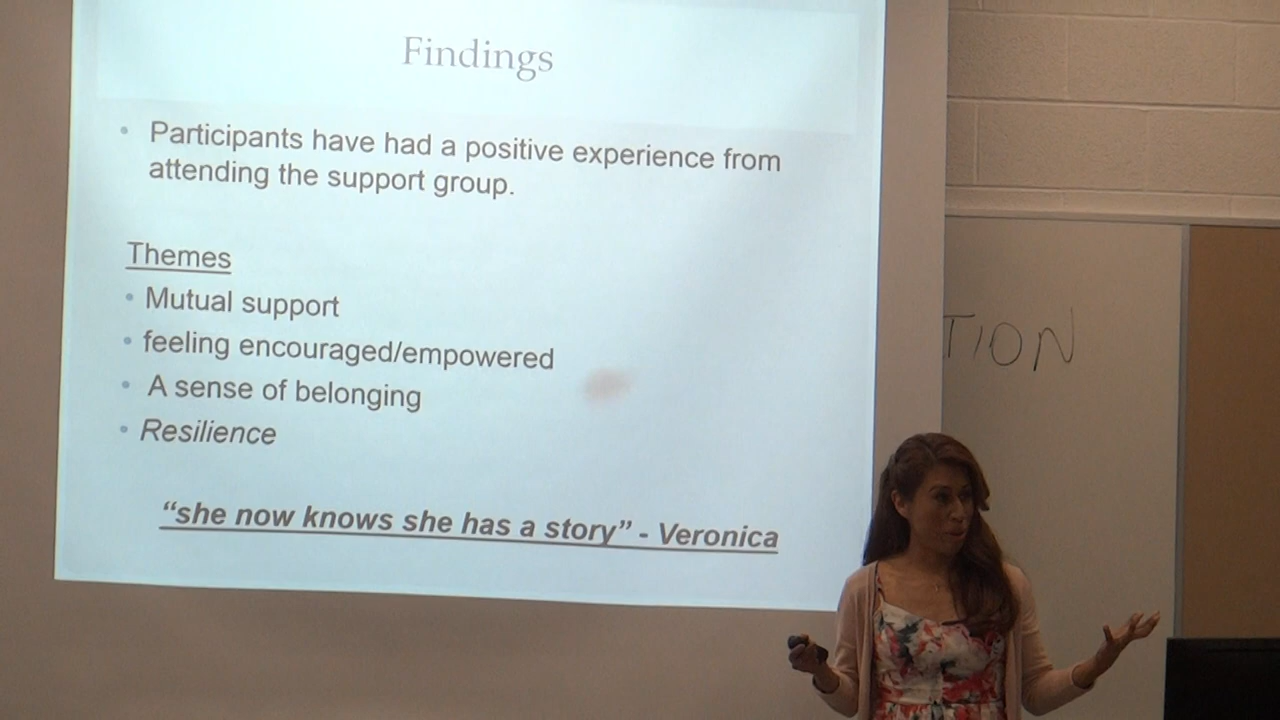 Findings
• Participants have had a positive experience from
attending the support group.
Themes
• Mutual support
• feeling encouraged/empowered
• A sense of belonging
• Resilience
“she now knows she has a story” - Veronica
TION